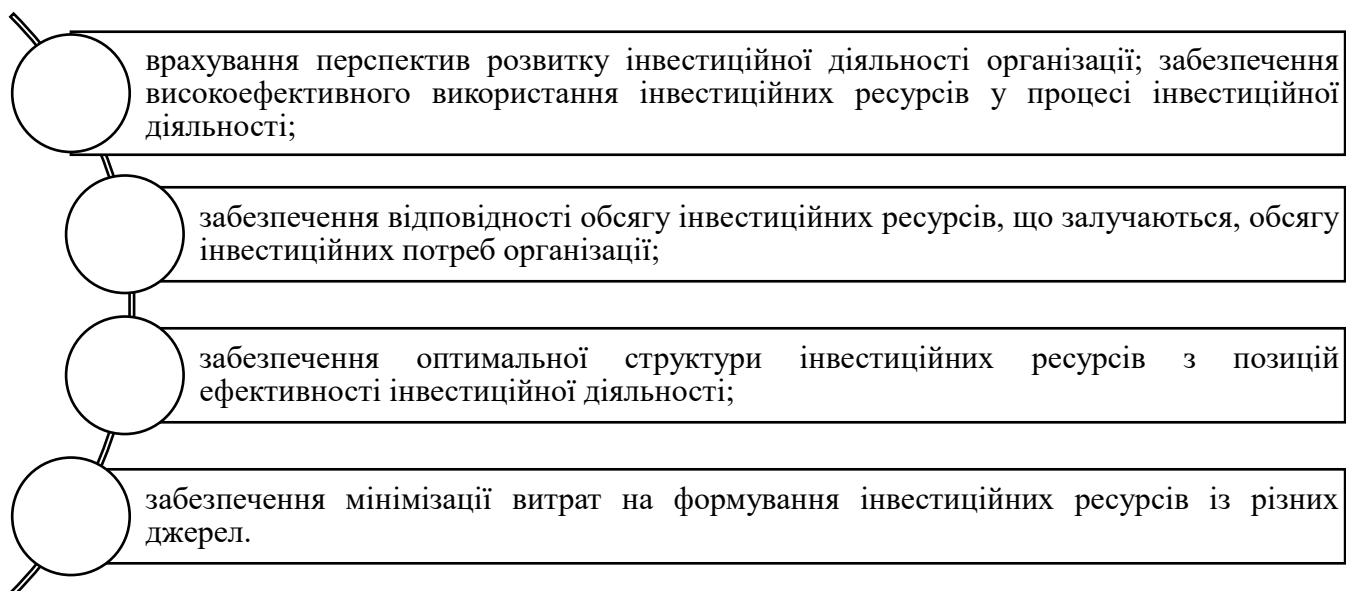 врахування перспектив розвитку інвестиційної діяльності організації; забезпечення
високоефективного використання інвестиційних ресурсів у процесі інвестиційної
діяльності;
забезпечення відповідності обсягу інвестиційних ресурсів, що залучаються, обсягу
інвестиційних потреб організації;
забезпечення оптимальної структури інвестиційних ресурсів з позицій
ефективності інвестиційної діяльності;
забезпечення мінімізації витрат на формування інвестиційних ресурсів із різних
джерел.